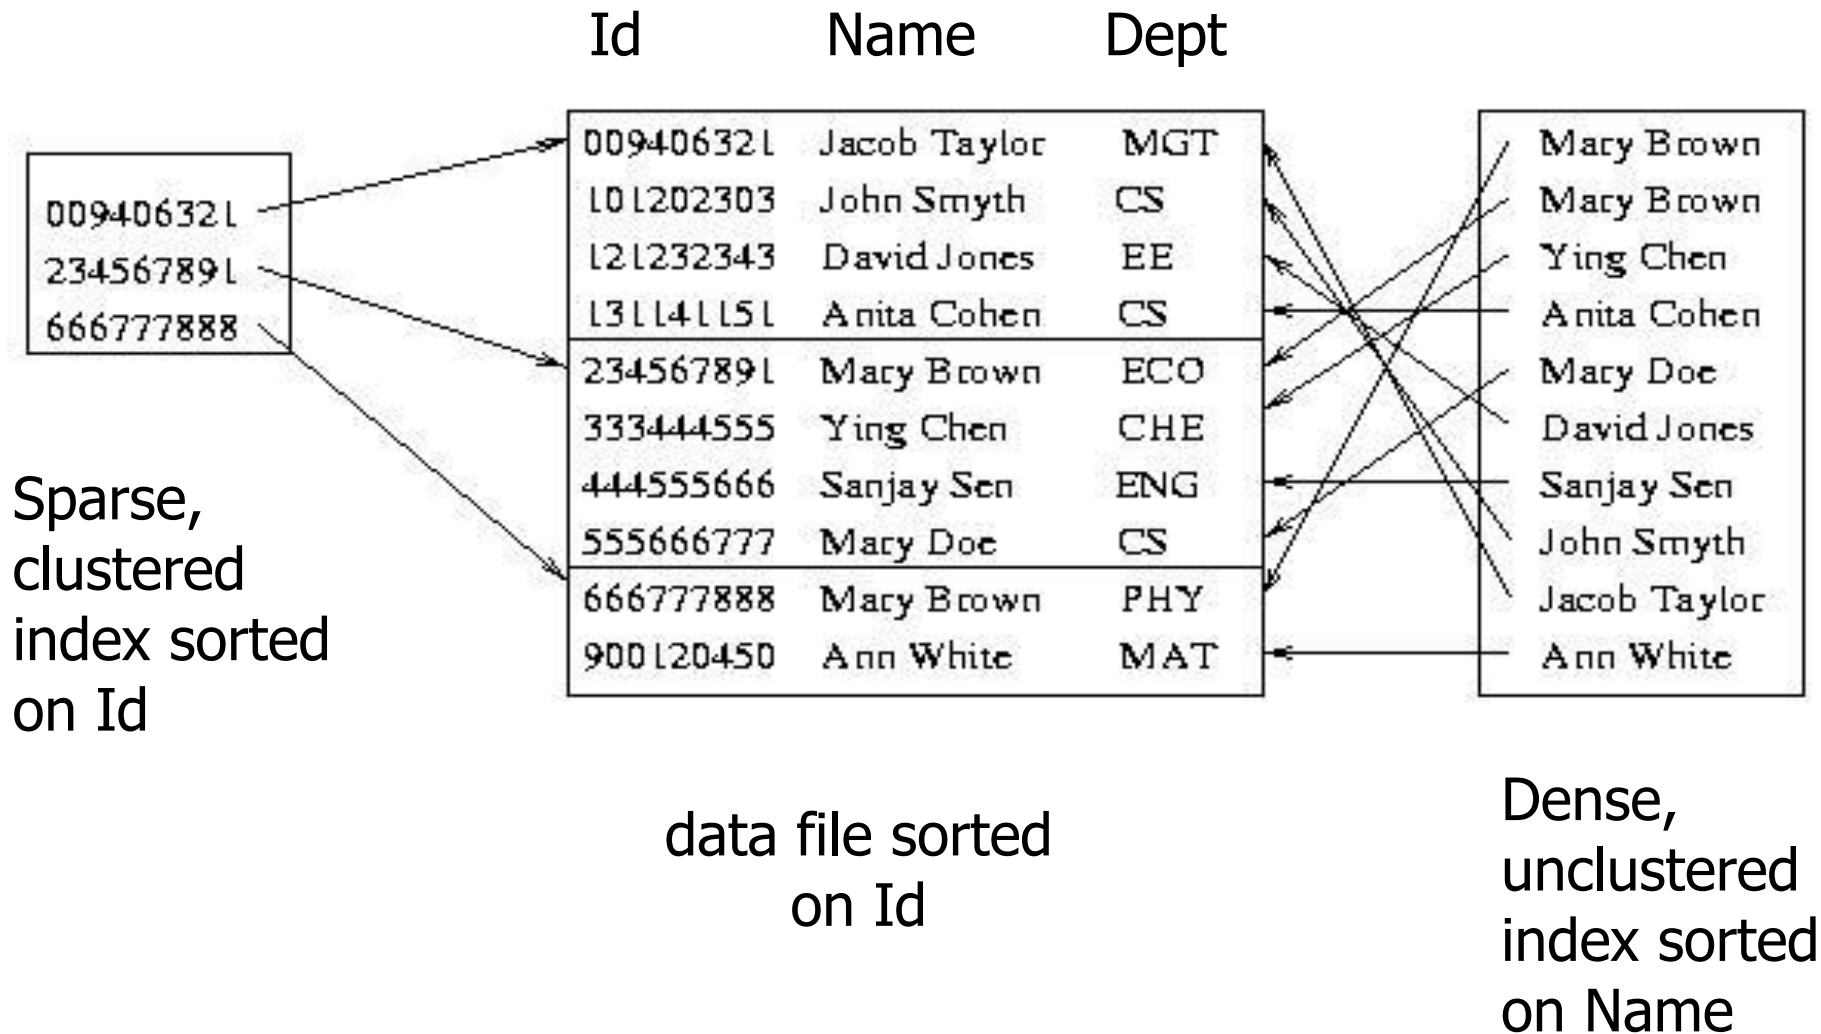 Id Name Dept
009406321
234567891
666777888
Sparse,
clustered
index sorted
on Id
009406321 Jacob Taylor MGT
101202303 John Smyth CS
121232343 David Jones EE
131141151 Anita Cohen CS
234567891 Mary Brown ECO
333444555 Ying Chen CHE
444555666 Sanjay Sen ENG
555666777 Mary Doe CS
666777888 Mary Brown PHY
900120450 Ann White MAT
data file sorted
on Id
Mary Brown
Mary Brown
Ying Chen
Anita Cohen
Mary Doe
David Jones
Sanjay Sen
John Smyth
Jacob Taylor
Ann White
Dense,
unclustered
index sorted
on Name